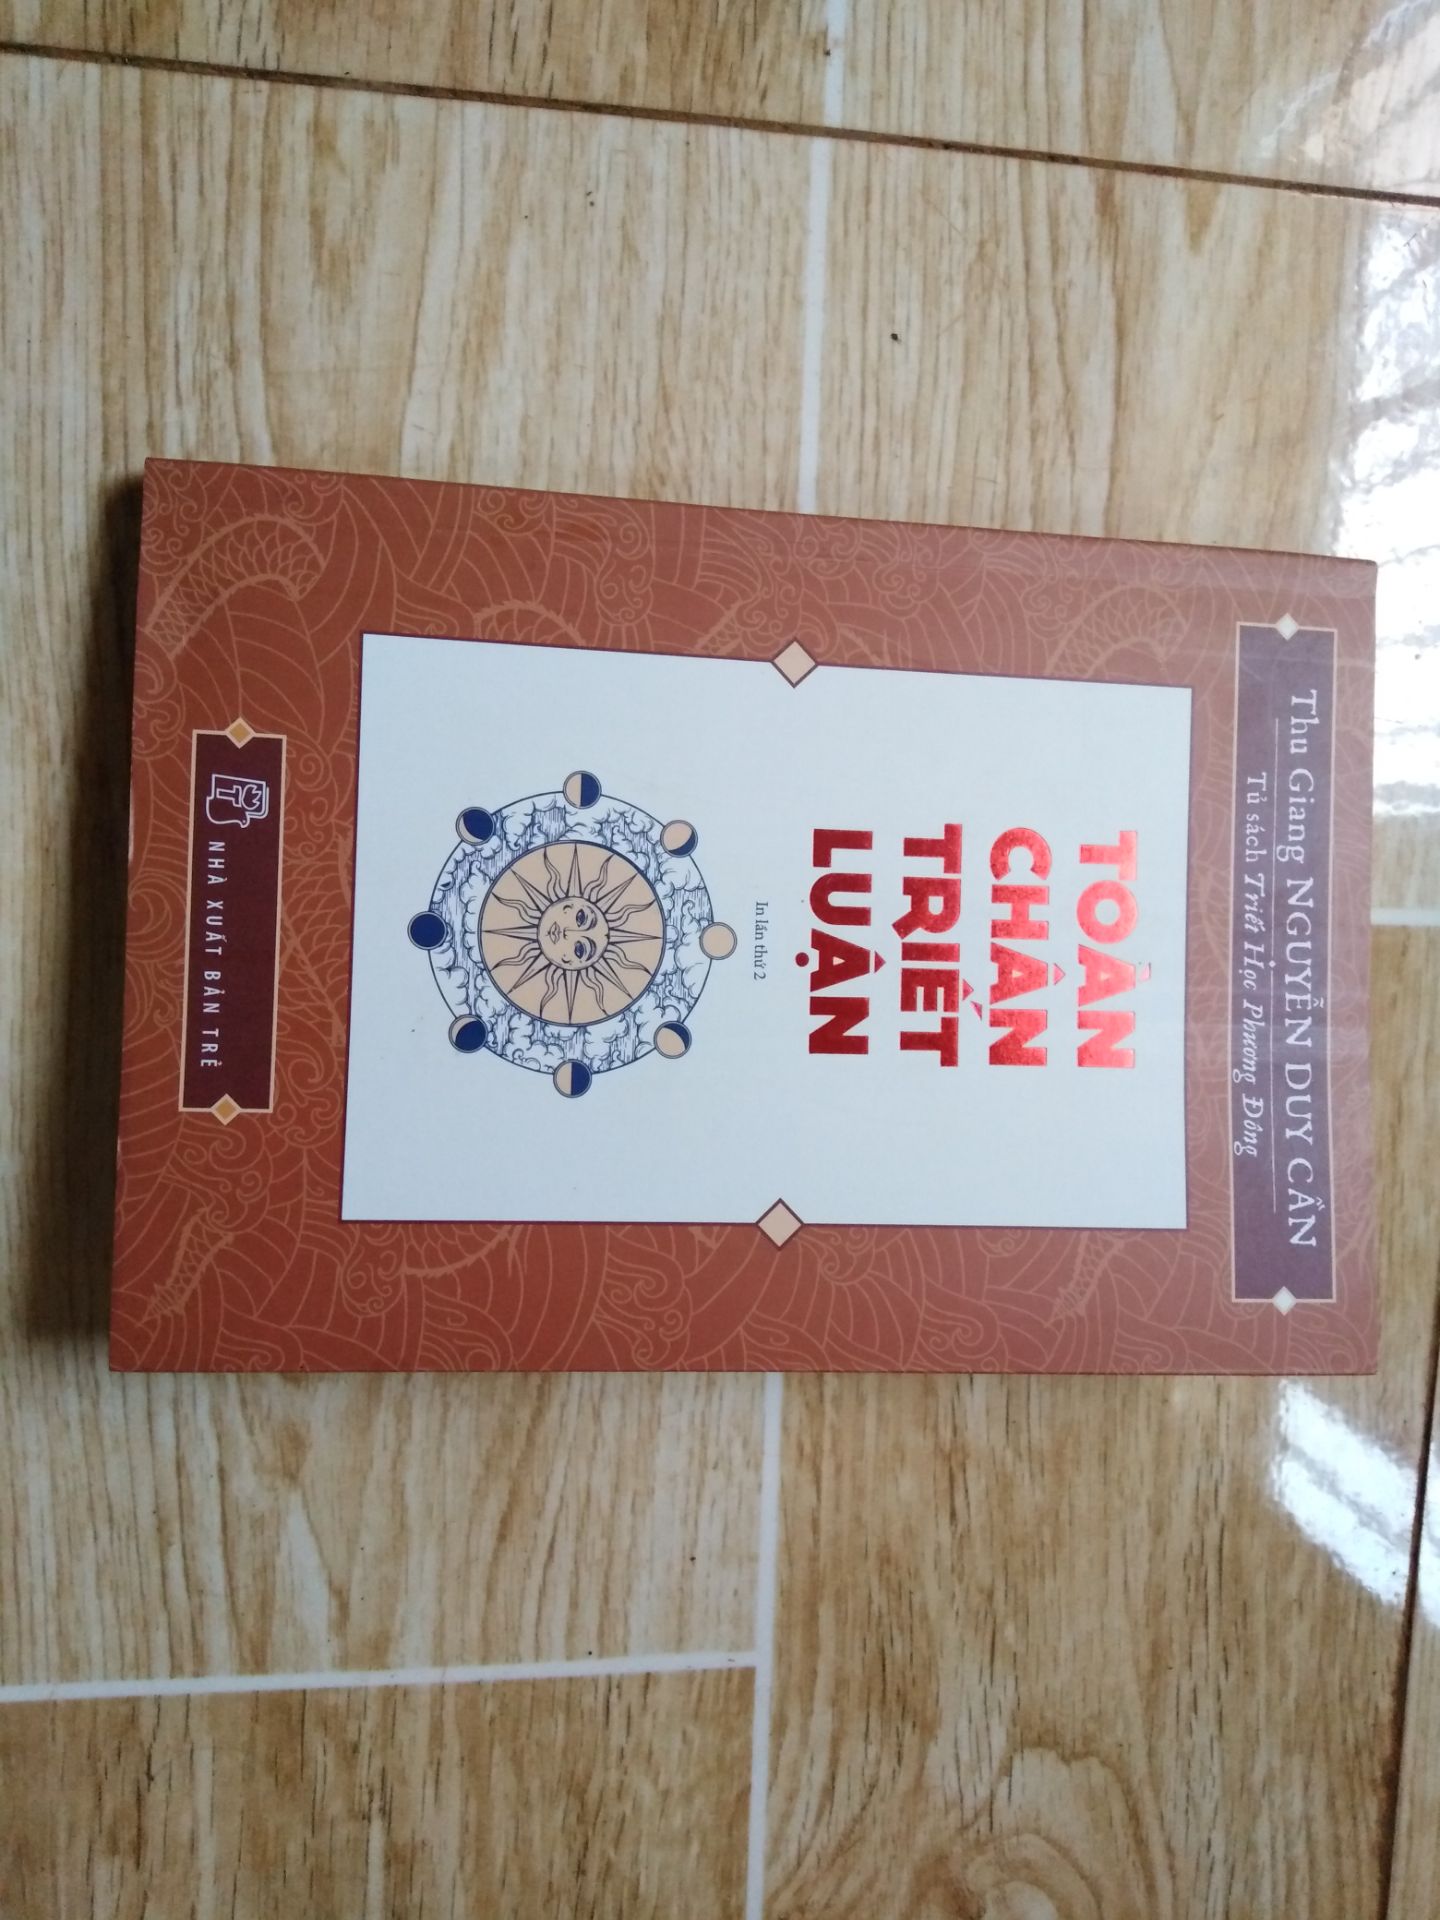 Thu Giang NGUYỄN DUY CẦN
Tủ sách Triết Học Phương Đông
TOÀN
CHÂN
TRIẾT
LUẬN
In lần thứ 2
NHÀ XUẤT BẢN TRẺ